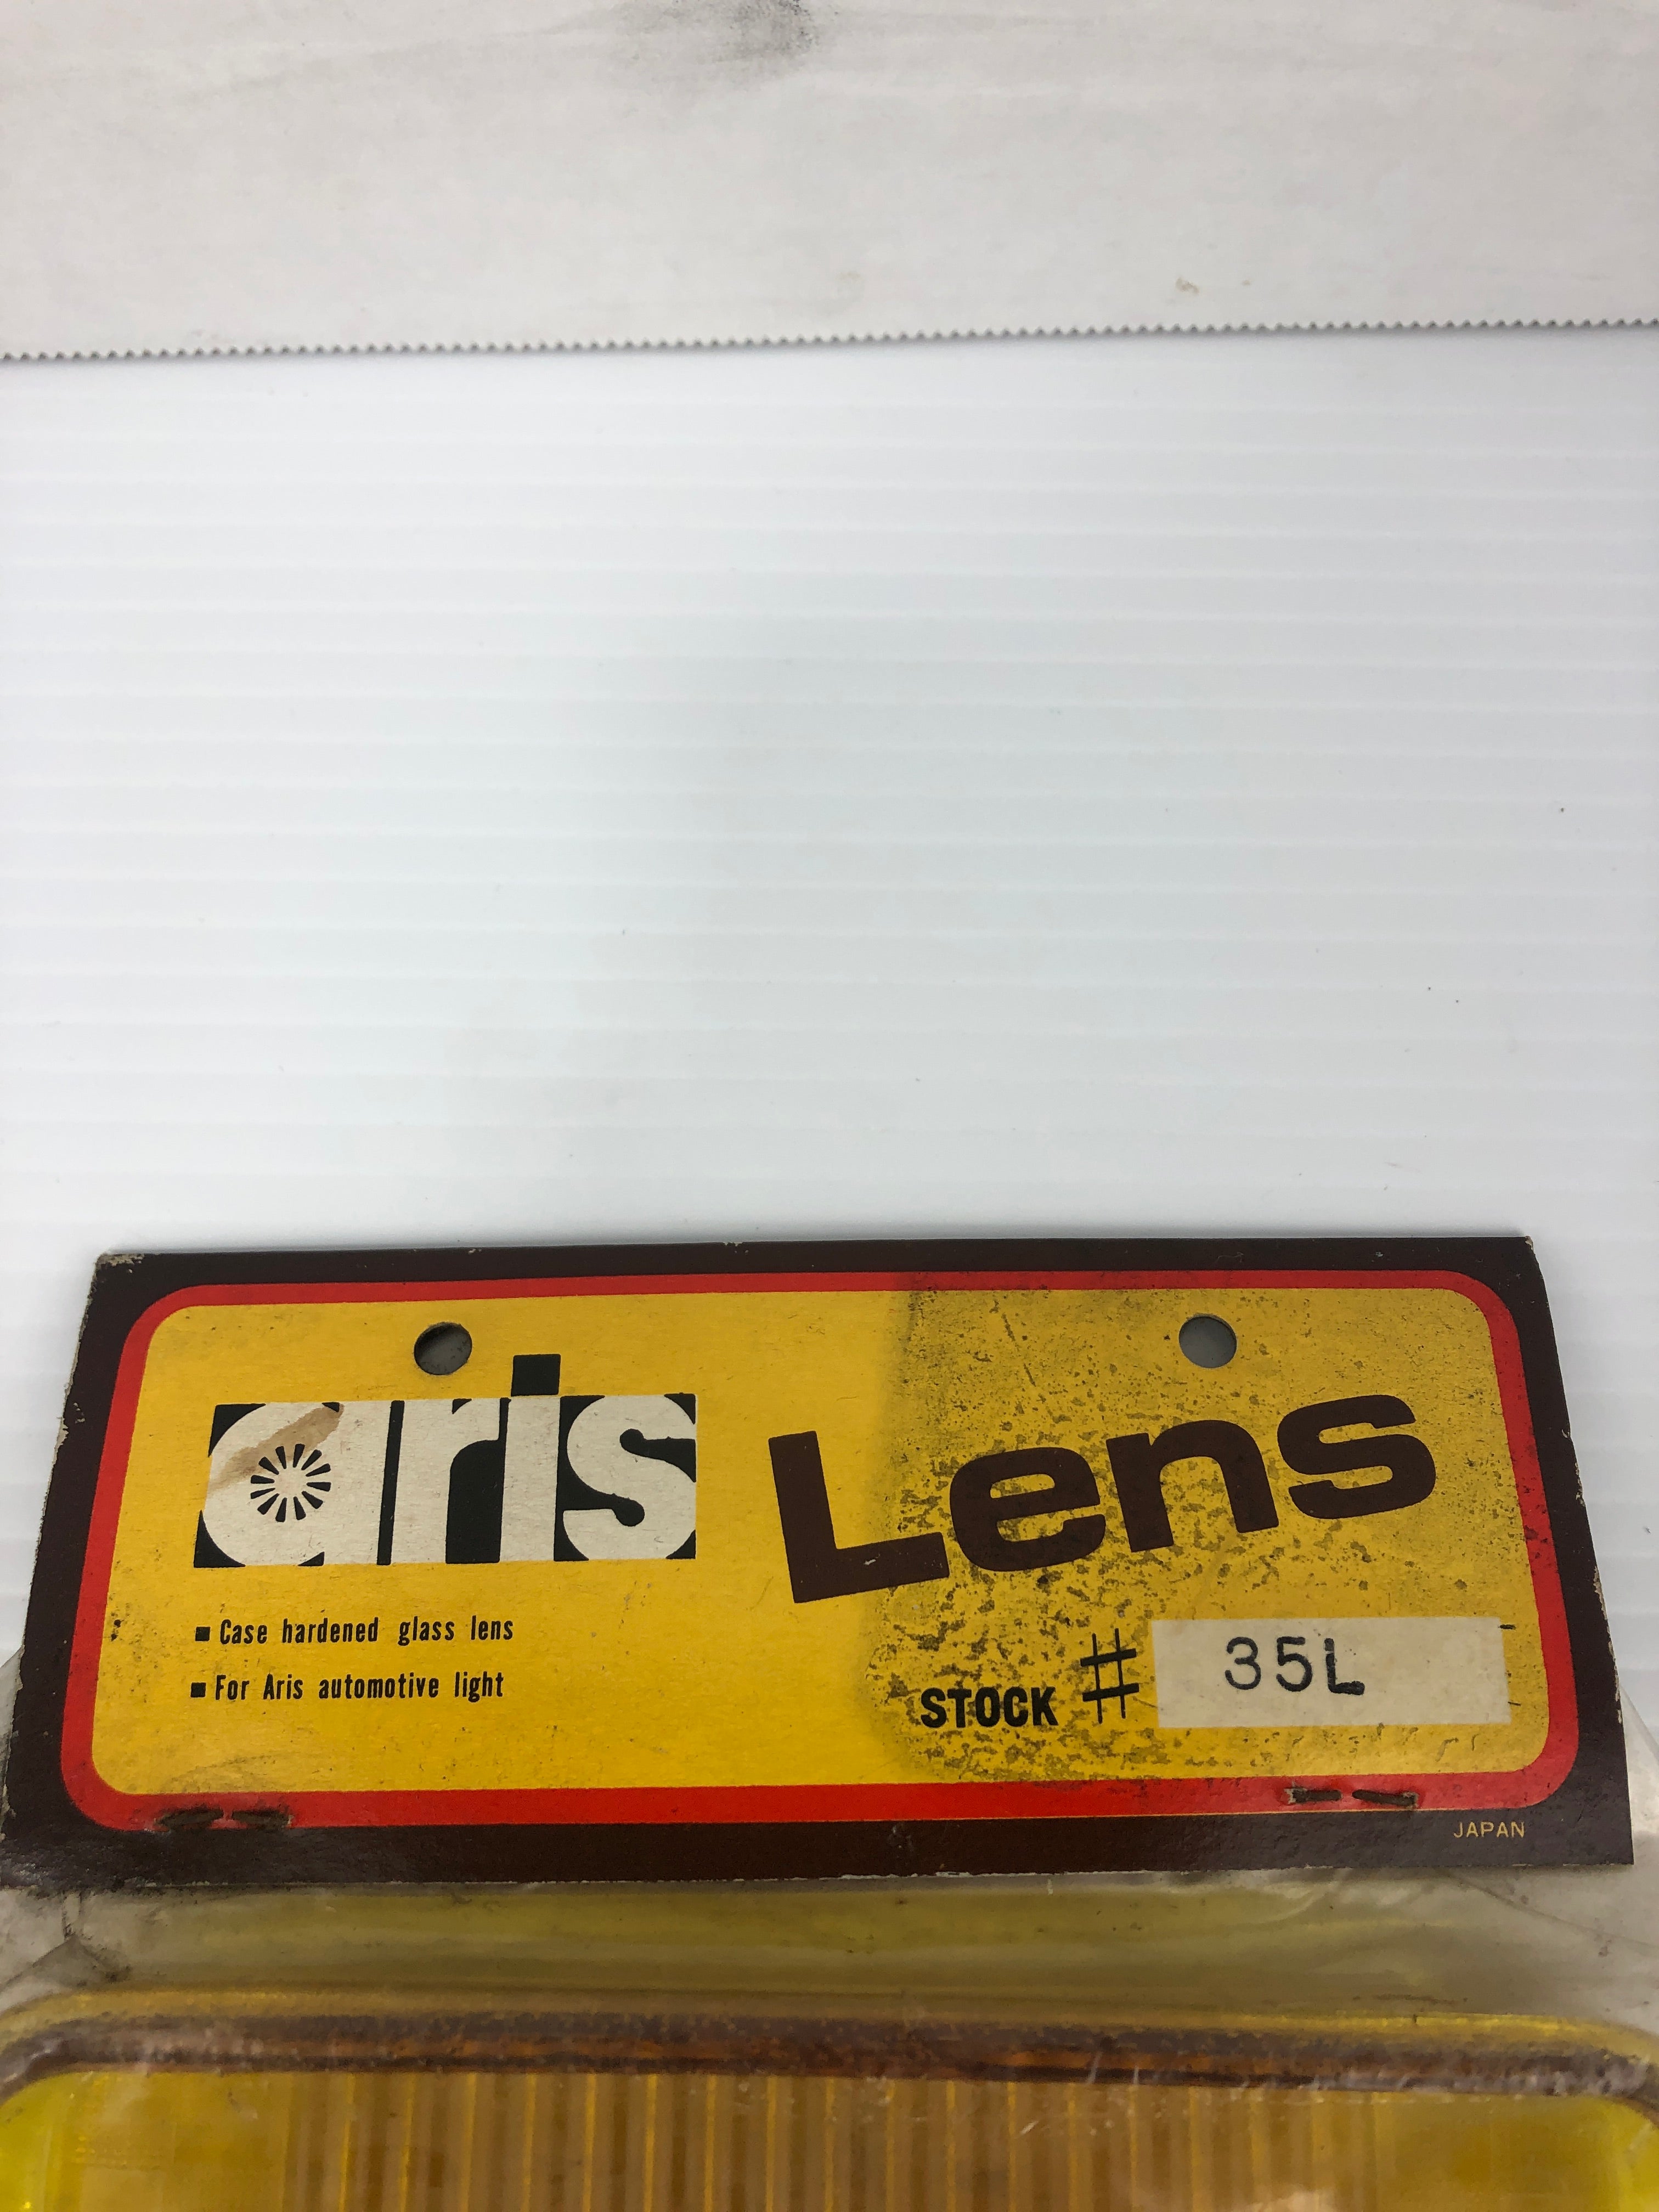 aris Lens
■ Case hardened glass lens
■ For Aris automotive light
STOCK # 35L
JAPAN